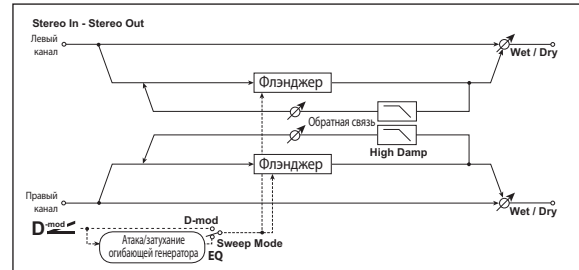 Stereo In - Stereo Out
Левый
канал
Wet / Dry
Флэнджер
Обратная связь
High Damp
Флэнджер
Правый
канал
Wet / Dry
D-mod
D-mod
Sweep Mode
Атака/затухание
огибающей генератора
EQ